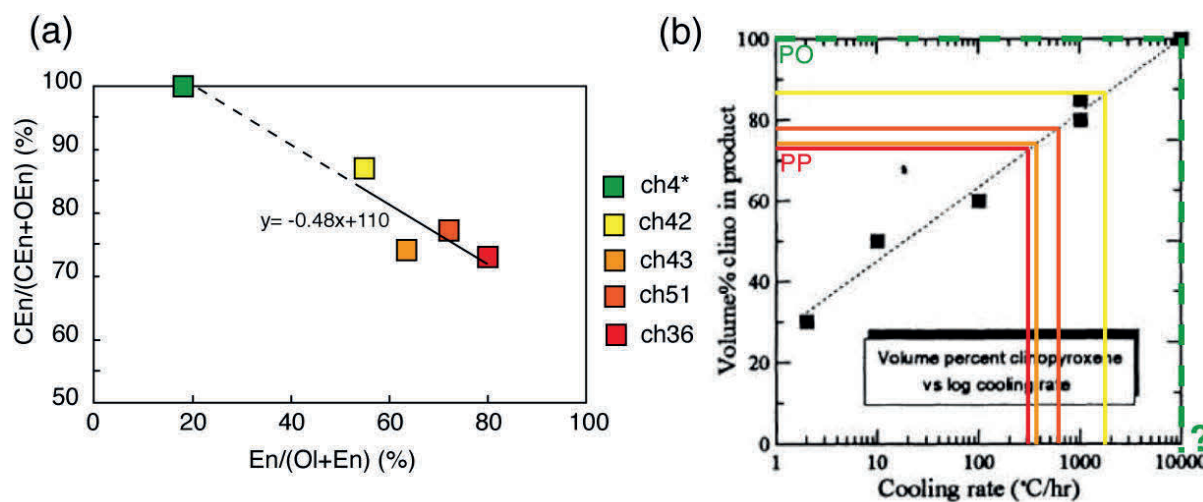 (a)
CEn/(CEn+OEn) (%)
100
90
80
70
60
50
y= -0.48x+110
0
20
40
60
80
100
En/(Ol+En) (%)
ch4*
ch42
ch43
ch51
ch36
(b)
Volume% clino in product
100
80
60
40
20
0
PO
PP
Volume percent clinopyroxene
vs log cooling rate
1
10
100
1000
10000
?
Cooling rate (°C/hr)